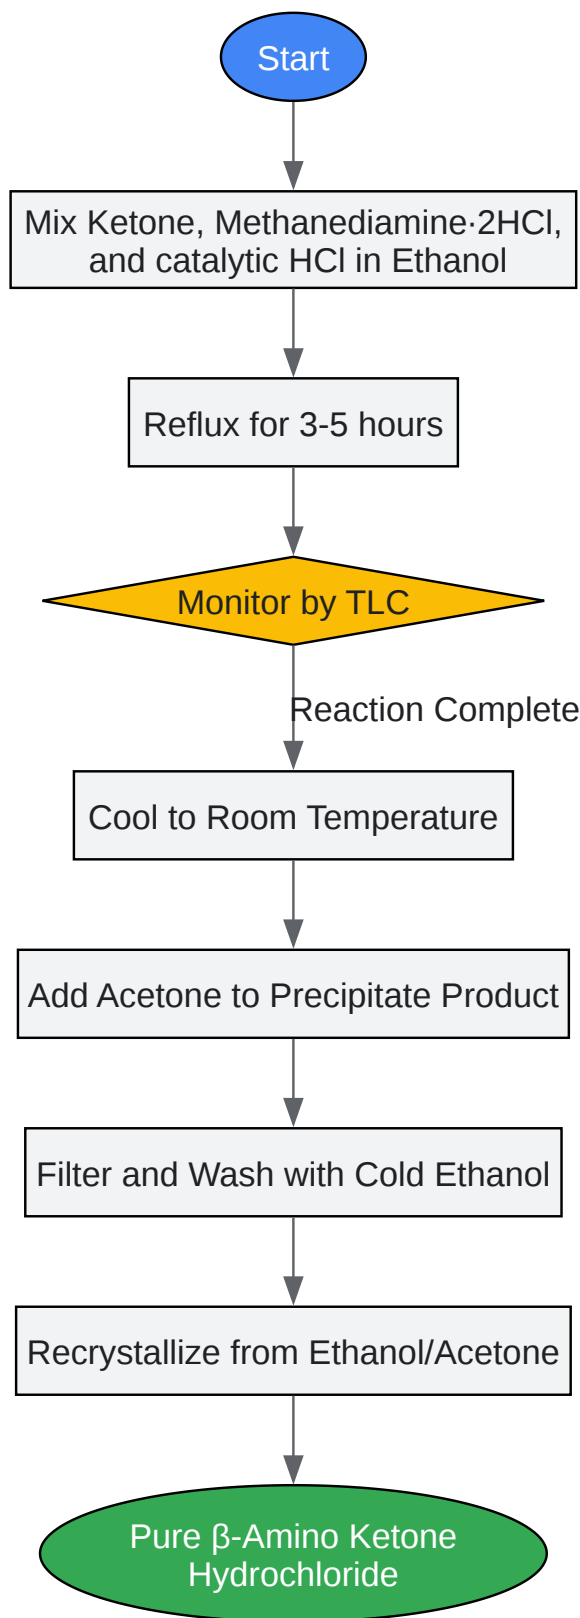 Start
Mix Ketone, Methanediamine·2HCl,
and catalytic HCl in Ethanol
Reflux for 3-5 hours
Monitor by TLC
Reaction Complete
Cool to Room Temperature
Add Acetone to Precipitate Product
Filter and Wash with Cold Ethanol
Recrystallize from Ethanol/Acetone
Pure β-Amino Ketone
Hydrochloride